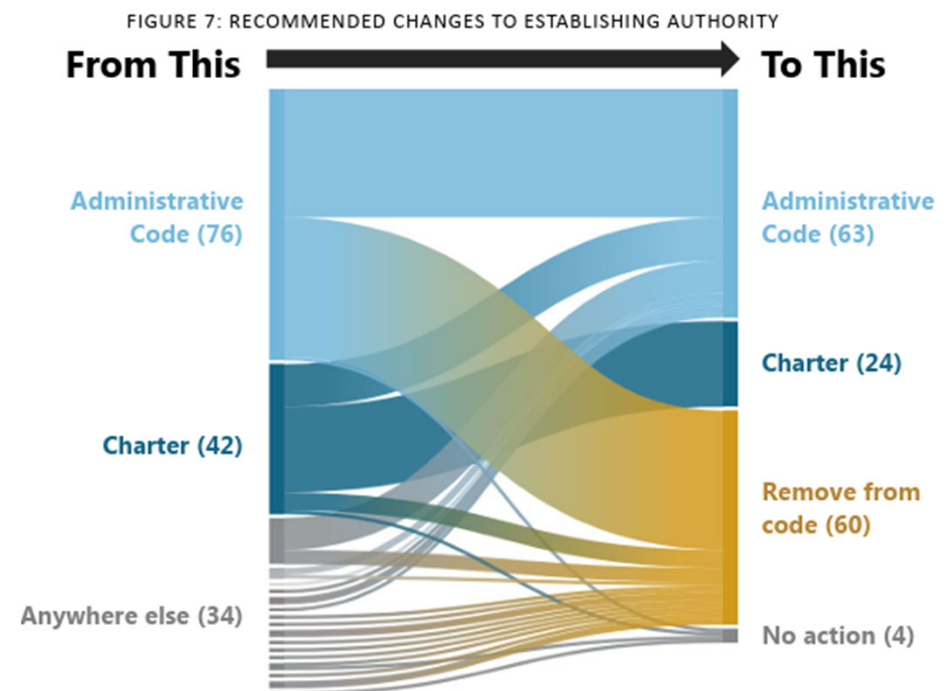 FIGURE 7: RECOMMENDED CHANGES TO ESTABLISHING AUTHORITY
From This
To This
Administrative
Code (76)
Administrative
Code (63)
Charter (24)
Charter (42)
Remove from
code (60)
Anywhere else (34)
No action (4)